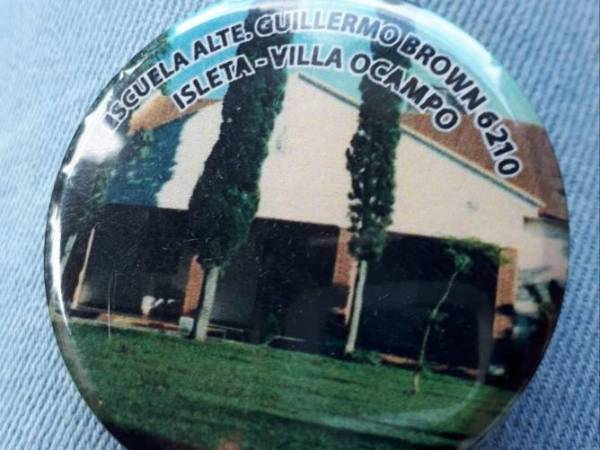 ESCUELA ALTE. GUILLERMO BROWN 6210
ISLETA - VILLA OCAMPO